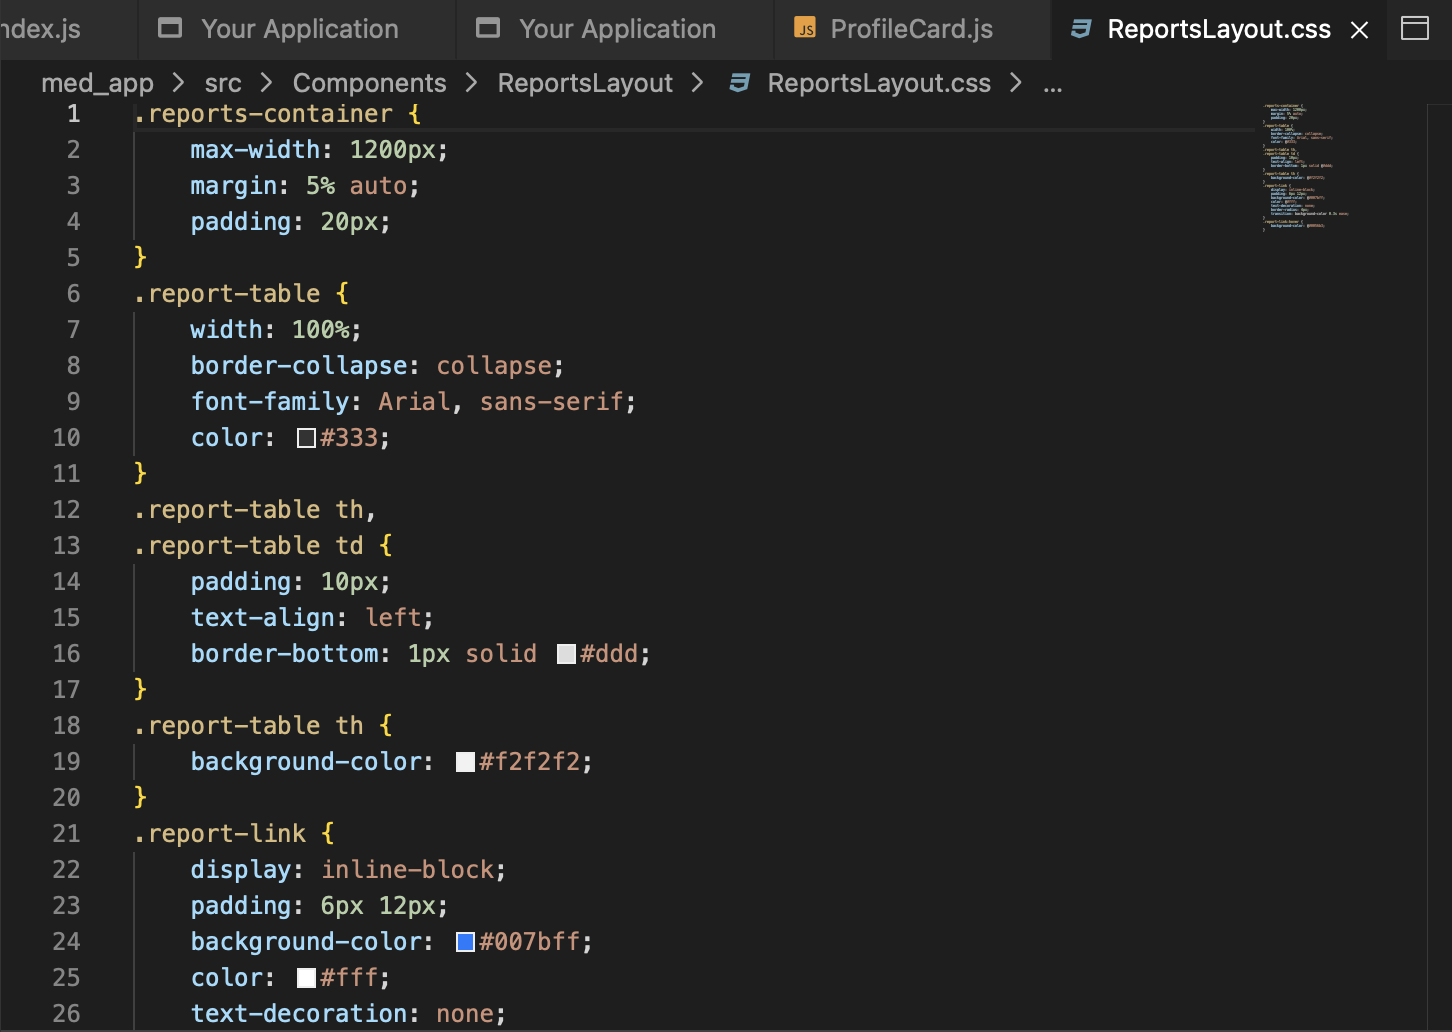 ndex.js Your Application Your Application ProfileCard.js ReportsLayout.css
med_app > src > Components > ReportsLayout > ReportsLayout.css > ...
1 .reports-container {
2 max-width: 1200px;
3 margin: 5% auto;
4 padding: 20px;
5 }
6 .report-table {
7 width: 100%;
8 border-collapse: collapse;
9 font-family: Arial, sans-serif;
10 color: #333;
11 }
12 .report-table th,
13 .report-table td {
14 padding: 10px;
15 text-align: left;
16 border-bottom: 1px solid #ddd;
17 }
18 .report-table th {
19 background-color: #f2f2f2;
20 }
21 .report-link {
22 display: inline-block;
23 padding: 6px 12px;
24 background-color: #007bff;
25 color: #fff;
26 text-decoration: none;